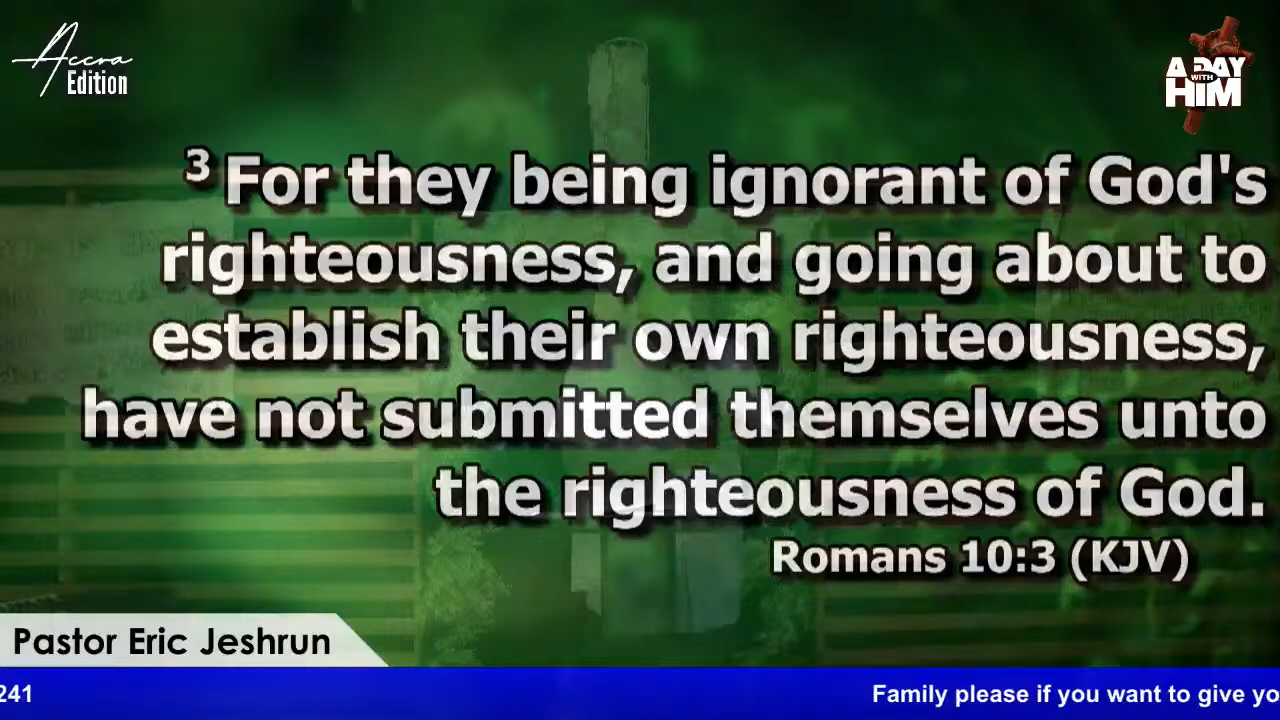 Accra
Edition
A DAY
WITH
HIM
3 For they being ignorant of God's
righteousness, and going about to
establish their own righteousness,
have not submitted themselves unto
the righteousness of God.
Romans 10:3 (KJV)
Pastor Eric Jeshrun
241
Family please if you want to give yo